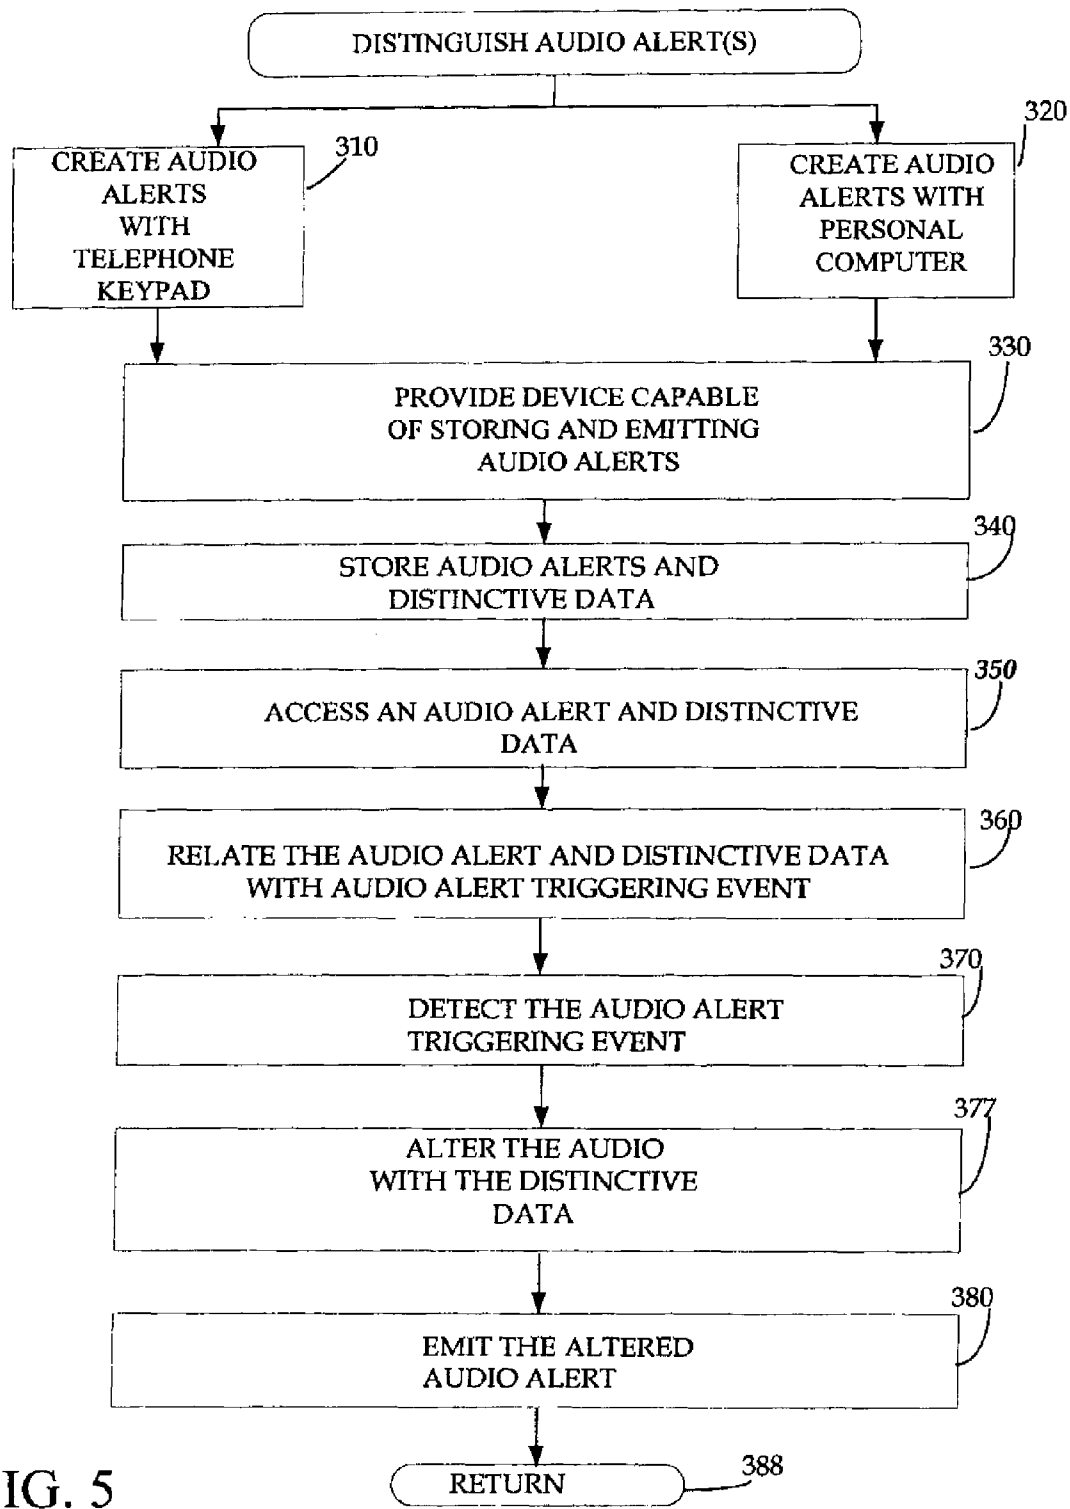 DISTINGUISH AUDIO ALERT(S)
310
320
CREATE AUDIO
ALERTS
WITH
TELEPHONE
KEYPAD
CREATE AUDIO
ALERTS WITH
PERSONAL
COMPUTER
330
PROVIDE DEVICE CAPABLE
OF STORING AND EMITTING
AUDIO ALERTS
340
STORE AUDIO ALERTS AND
DISTINCTIVE DATA
350
ACCESS AN AUDIO ALERT AND DISTINCTIVE
DATA
360
RELATE THE AUDIO ALERT AND DISTINCTIVE DATA
WITH AUDIO ALERT TRIGGERING EVENT
370
DETECT THE AUDIO ALERT
TRIGGERING EVENT
377
ALTER THE AUDIO
WITH THE DISTINCTIVE
DATA
380
EMIT THE ALTERED
AUDIO ALERT
388
RETURN
IG. 5